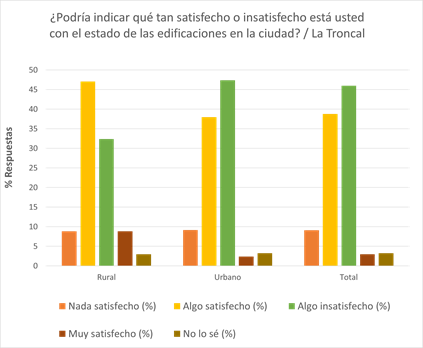 ¿Podría indicar qué tan satisfecho o insatisfecho está usted
con el estado de las edificaciones en la ciudad? / La Troncal
% Respuestas
50
45
40
35
30
25
20
15
10
5
0
Rural Urbano Total
Nada satisfecho (%) Algo satisfecho (%) Algo insatisfecho (%)
Muy satisfecho (%) No lo sé (%)